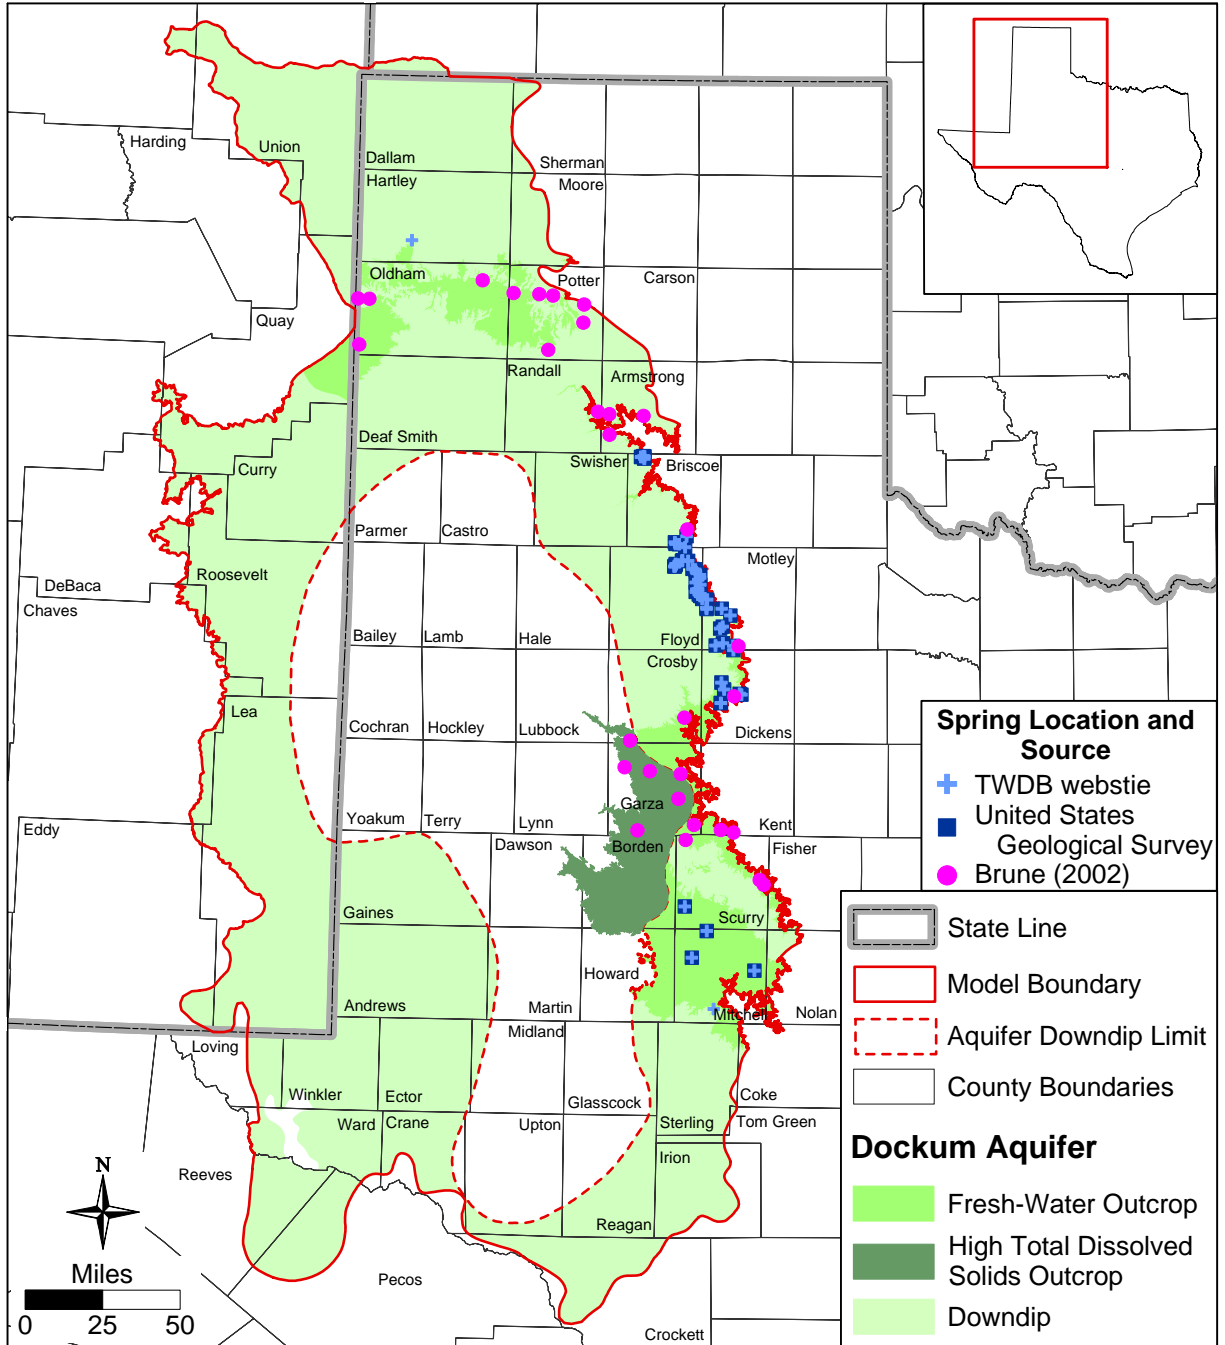 Harding
Union
Dallam
Sherman
Hartley
Moore
Oldham
Potter
Carson
Quay
Randall
Armstrong
Deaf Smith
Swisher
Briscoe
Curry
Parmer
Castro
Motley
Roosevelt
DeBaca
Chaves
Bailey
Lamb
Hale
Floyd
Crosby
Lea
Cochran
Hockley
Lubbock
Dickens
Garza
Eddy
Yoakum
Terry
Lynn
Kent
Dawson
Borden
Fisher
Gaines
Scurry
Howard
Andrews
Martin
Mitchell
Nolan
Midland
Loving
Winkler
Ector
Glasscock
Coke
Ward
Crane
Upton
Sterling
Tom Green
Irion
Reeves
Reagan
Pecos
Crockett
N
Miles
0 25 50
Spring Location and
Source
TWDB webstie
United States
Geological Survey
Brune (2002)
State Line
Model Boundary
Aquifer Downdip Limit
County Boundaries
Dockum Aquifer
Fresh-Water Outcrop
High Total Dissolved
Solids Outcrop
Downdip